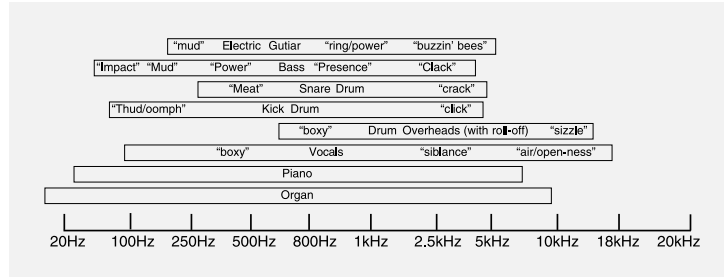 “mud” Electric Gutiar “ring/power” “buzzin’ bees”
“Impact” “Mud” “Power” Bass “Presence” “Clack”
“Meat” Snare Drum “crack”
“Thud/oomph” Kick Drum “click”
“boxy” Drum Overheads (with roll-off) “sizzle”
“boxy” Vocals “siblance” “air/open-ness”
Piano
Organ
20Hz 100Hz 250Hz 500Hz 800Hz 1kHz 2.5kHz 5kHz 10kHz 18kHz 20kHz